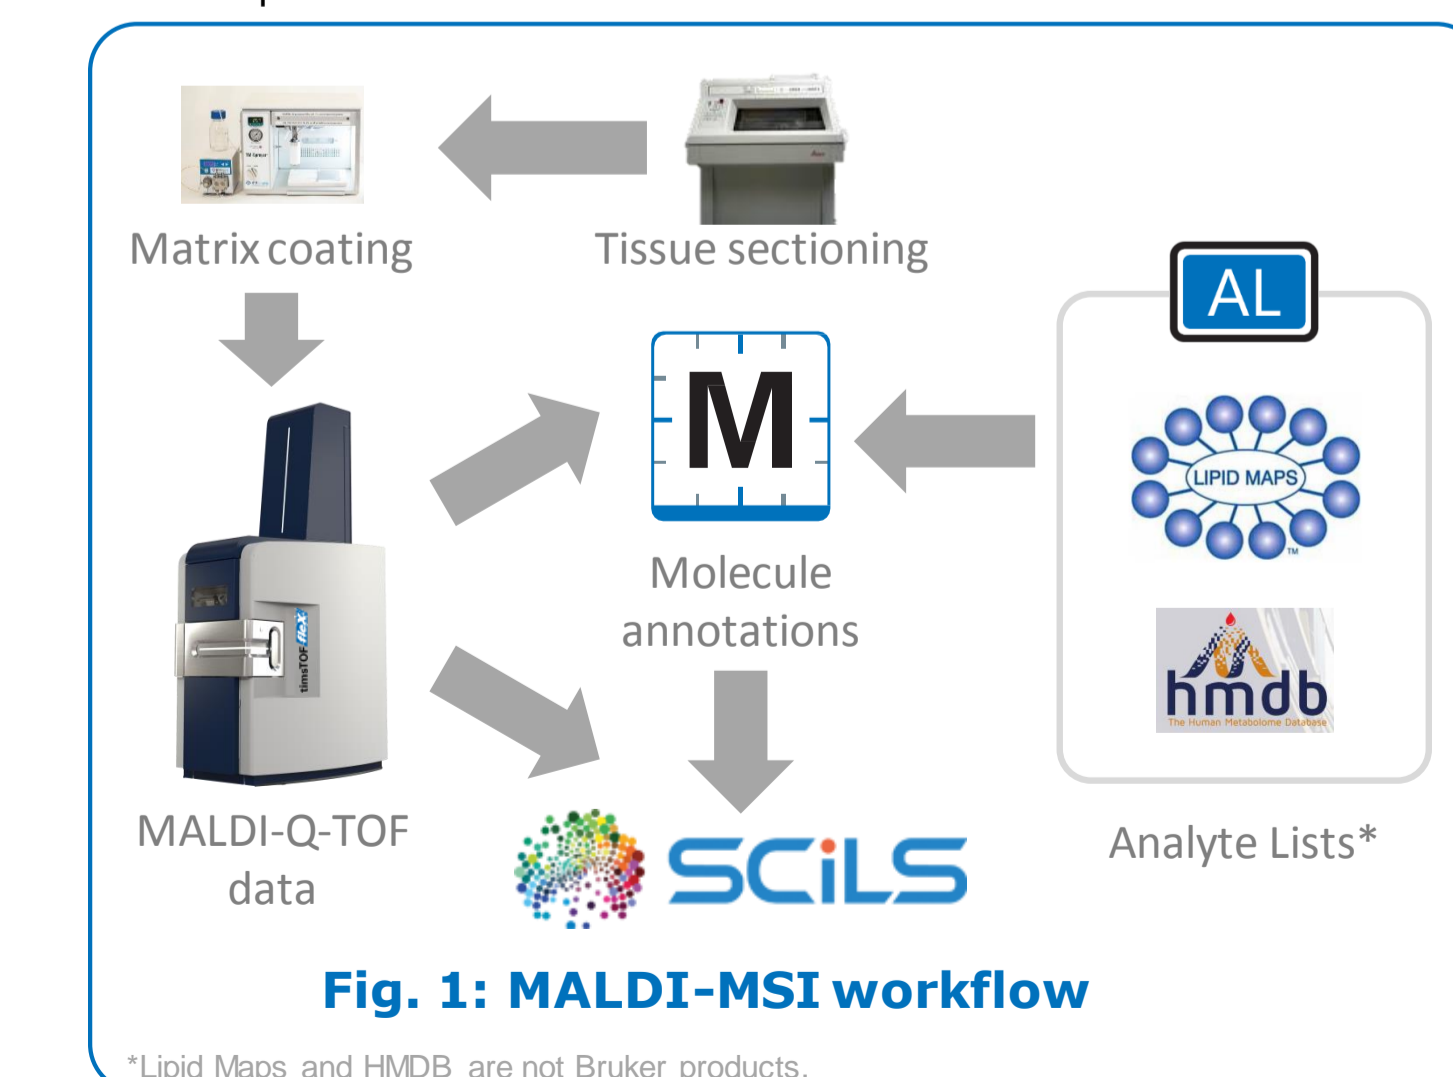 Matrix coating
Tissue sectioning
AL
M
LIPID MAPS
TM
Molecule
annotations
hmdb
The Human Metabolome Database
timsTOF fleX
MALDI-Q-TOF
data
SCiLS
Analyte Lists*
Fig. 1: MALDI-MSI workflow
*Lipid Maps and HMDB are not Bruker products.